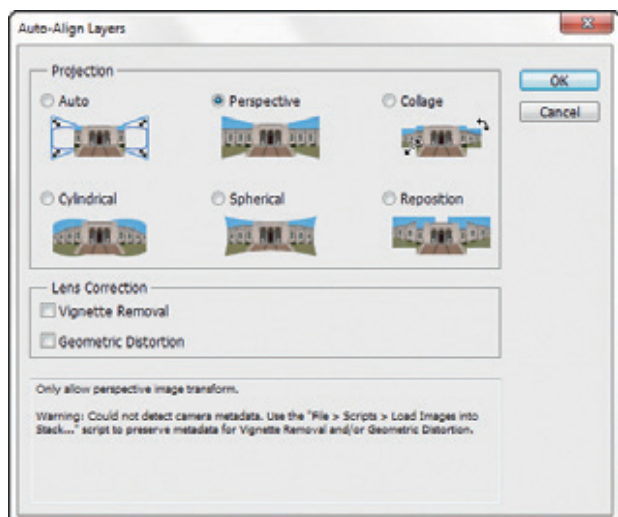 Auto-Align Layers
Projection
Auto
Perspective
Collage
OK
Cancel
Cylindrical
Spherical
Reposition
Lens Correction
Vignette Removal
Geometric Distortion
Only allow perspective image transform.
Warning: Could not detect camera metadata. Use the "File > Scripts > Load Images into
Stack..." script to preserve metadata for Vignette Removal and/or Geometric Distortion.